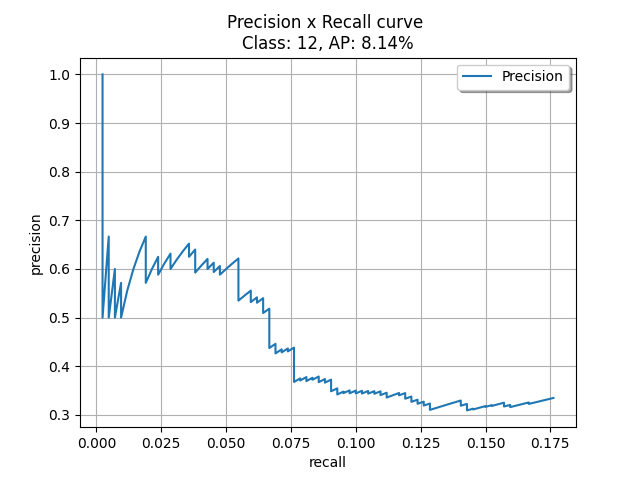 Precision x Recall curve
Class: 12, AP: 8.14%
Precision
1.0
0.9
0.8
0.7
0.6
0.5
0.4
0.3
precision
0.000 0.025 0.050 0.075 0.100 0.125 0.150 0.175
recall